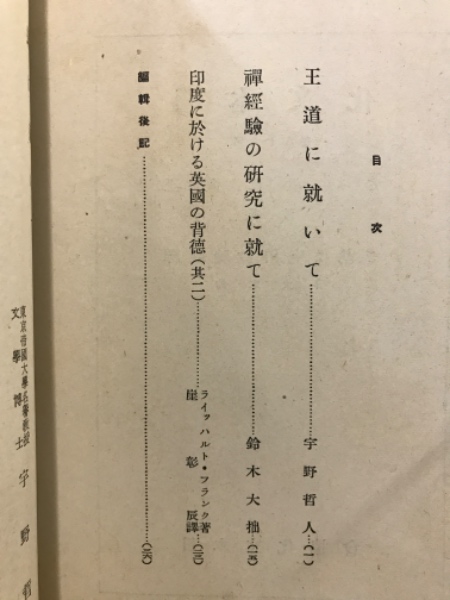 目次
王道に就いて……宇野哲人…(一)
禪經驗の研究に就て……鈴木大拙…(一五)
印度に於ける英國の背德(其二)……ライッハルト・フランク著
崖彰辰譯…(三)
編輯後記……
東京帝國大學名譽教授
文學博士 宇野